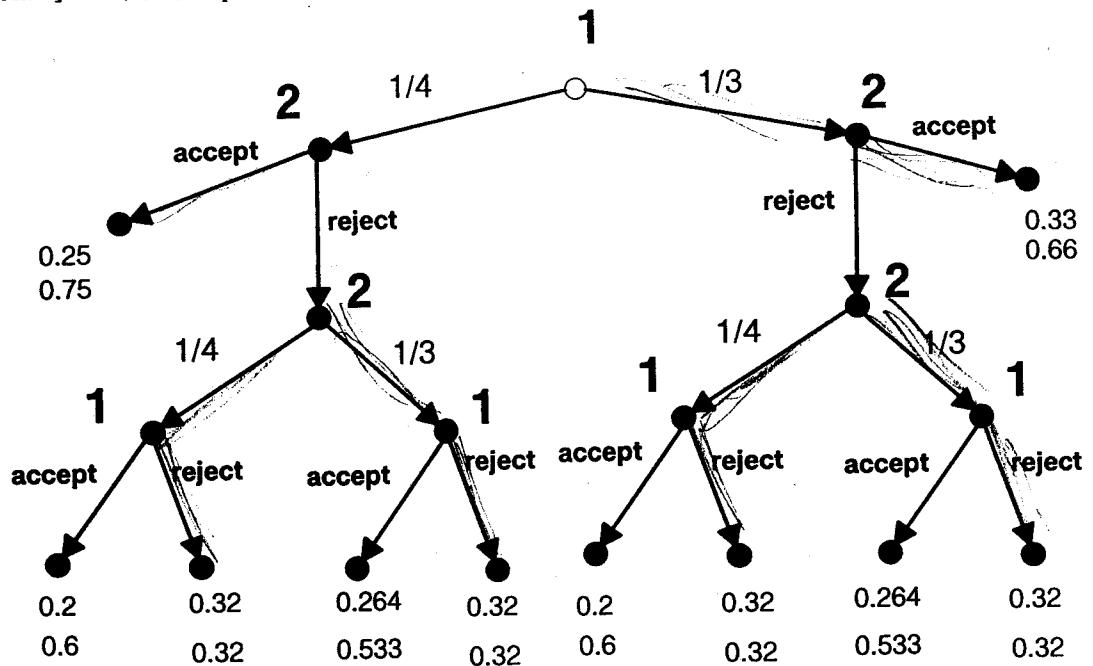 1
1/4 1/3
2 2
accept accept
reject reject
0.25 0.33
0.75 0.66
2 2
1/4 1/3 1/4 1/3
1 1 1 1
accept reject accept reject accept reject accept reject
0.2 0.32 0.264 0.32 0.2 0.32 0.264 0.32
0.6 0.32 0.533 0.32 0.6 0.32 0.533 0.32